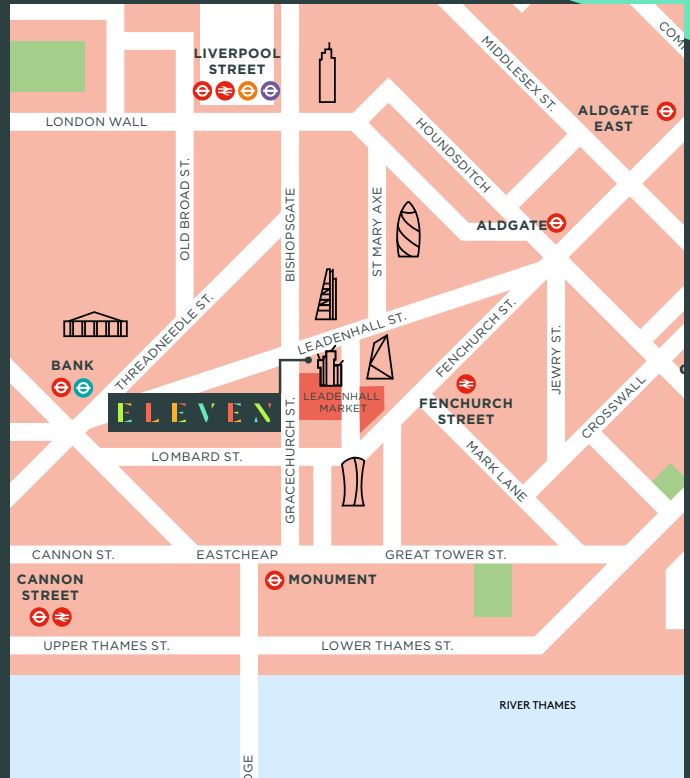 COM
MIDDLESEX ST.
LIVERPOOL
STREET
ALDGATE
EAST
LONDON WALL
HOUNDSDITCH
OLD BROAD ST.
BISHOPSGATE
ST MARY AXE
ALDGATE
THREADNEEDLE ST.
LEADENHALL ST.
FENCHURCH ST.
JEWRY ST.
BANK
ELEVEN
LEADENHALL
MARKET
FENCHURCH
STREET
CROSSWALL
GRACECHURCH ST.
LOMBARD ST.
MARK LANE
CANNON ST.
EASTCHEAP
GREAT TOWER ST.
CANNON
STREET
MONUMENT
UPPER THAMES ST.
LOWER THAMES ST.
RIVER THAMES
DGE